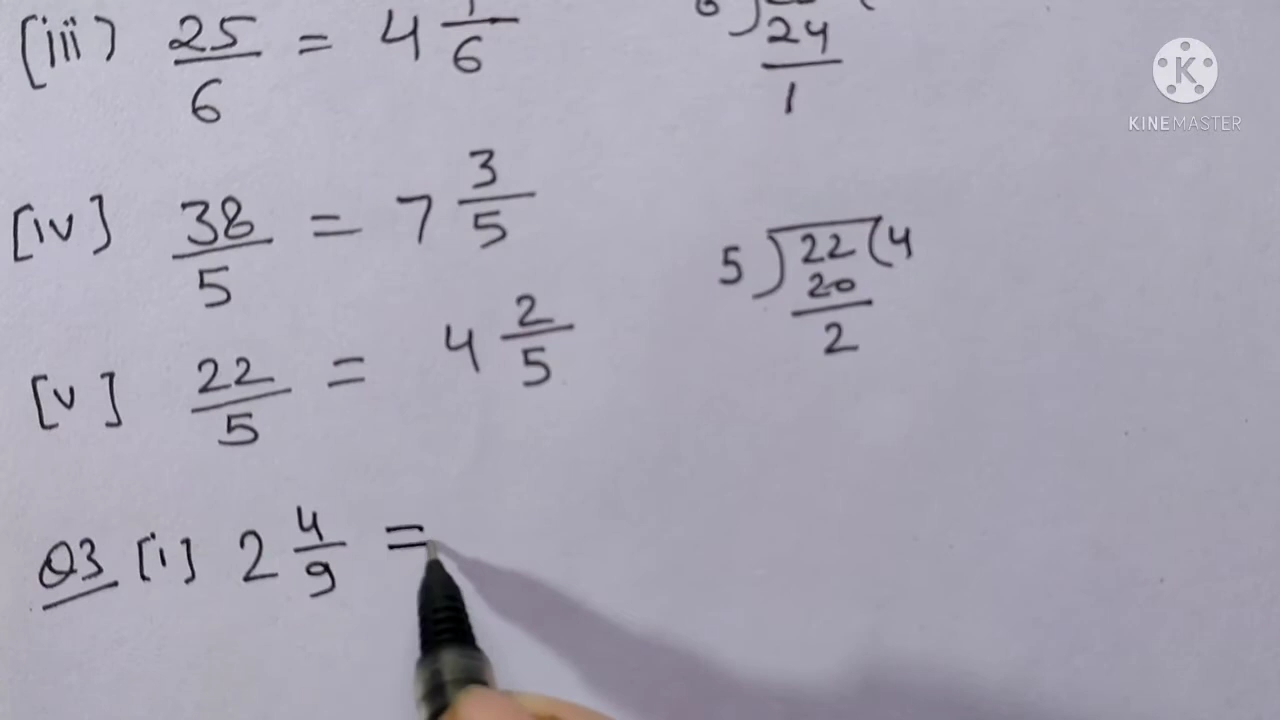 (iii) 25/6 = 4 1/6
24
1
KINEMASTER
[iv] 38/5 = 7 3/5
5)22(4
20
2
[v] 22/5 = 4 2/5
Q3 [i] 2 4/9 =